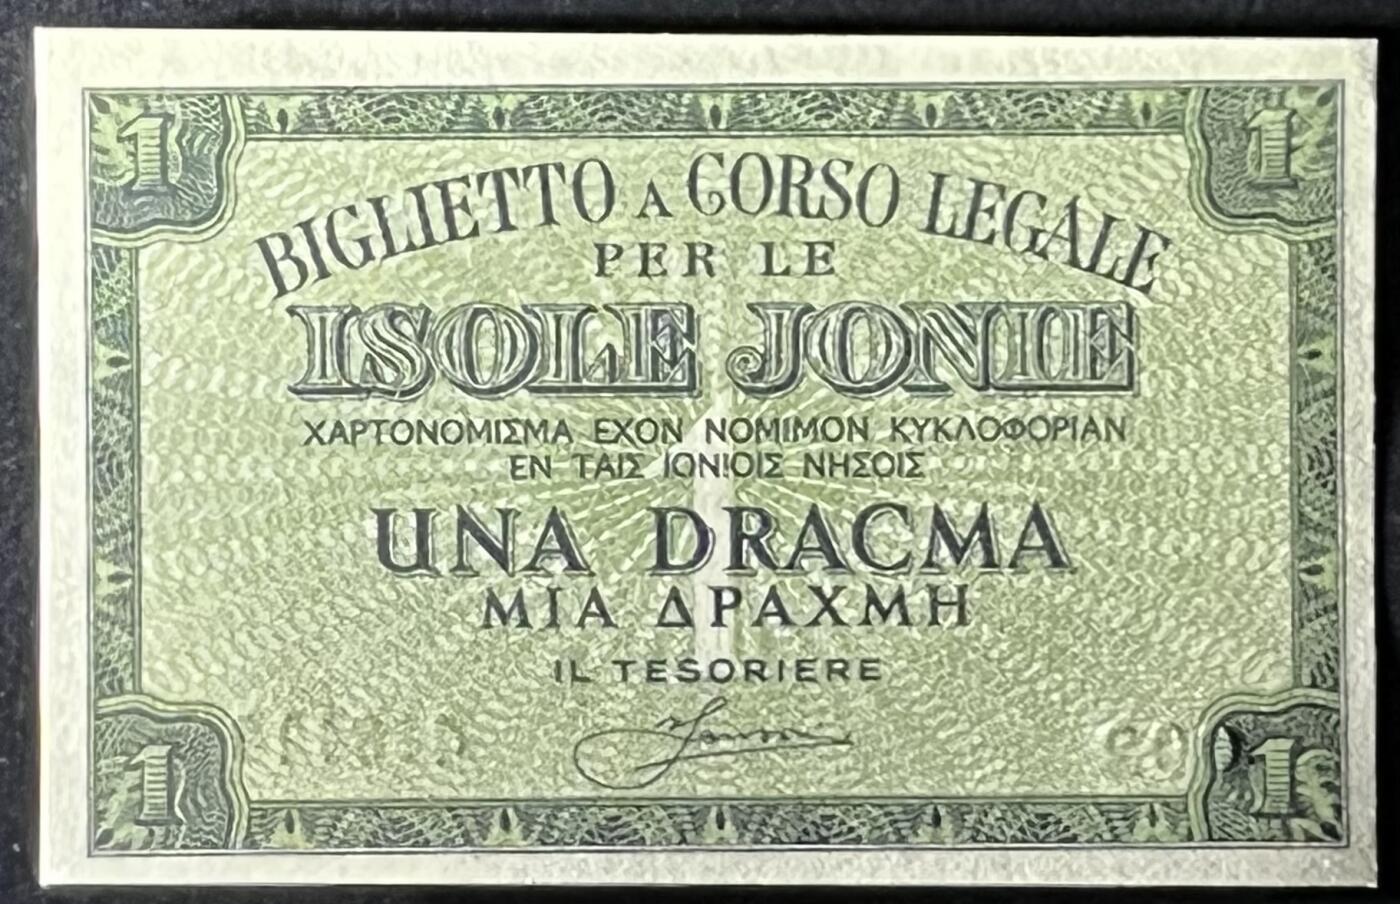 1 1
BIGLIETTO A CORSO LEGALE
PER LE
ISOLE JONIE
ΧΑΡΤΟΝΟΜΙΣΜΑ ΕΧΟΝ ΝΟΜΙΜΟΝ ΚΥΚΛΟΦΟΡΙΑΝ
ΕΝ ΤΑΙΣ ΙΟΝΙΟΙΣ ΝΗΣΟΙΣ
UNA DRACMA
ΜΙΑ ΔΡΑΧΜΗ
IL TESORIERE
1 1